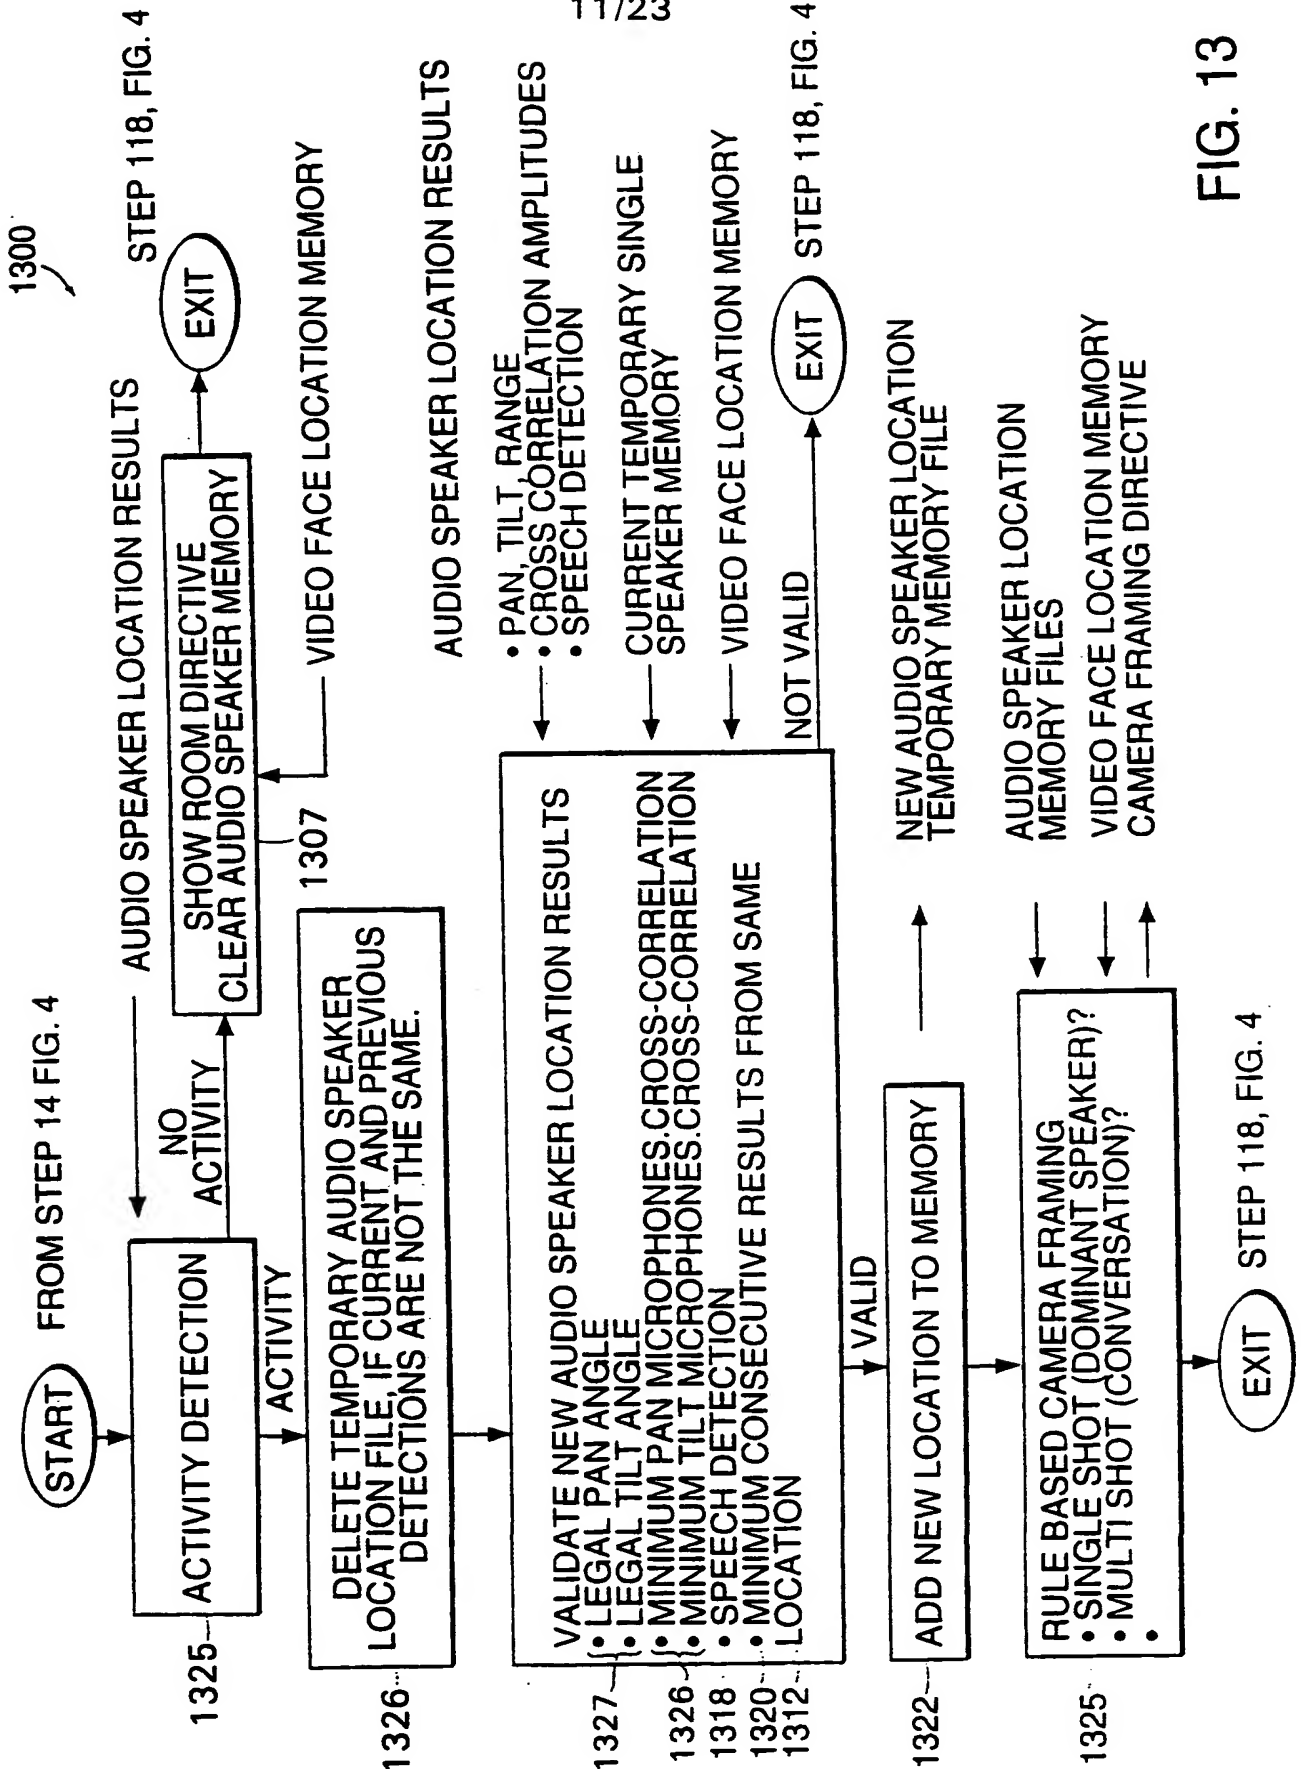 11/23
1300
START
FROM STEP 14 FIG. 4
AUDIO SPEAKER LOCATION RESULTS
STEP 118, FIG. 4
ACTIVITY DETECTION
1325
NO
ACTIVITY
SHOW ROOM DIRECTIVE
CLEAR AUDIO SPEAKER MEMORY
EXIT
1307
VIDEO FACE LOCATION MEMORY
ACTIVITY
DELETE TEMPORARY AUDIO SPEAKER
LOCATION FILE, IF CURRENT AND PREVIOUS
DETECTIONS ARE NOT THE SAME.
1326
AUDIO SPEAKER LOCATION RESULTS
• PAN, TILT, RANGE
• CROSS CORRELATION AMPLITUDES
• SPEECH DETECTION
CURRENT TEMPORARY SINGLE
SPEAKER MEMORY
VIDEO FACE LOCATION MEMORY
VALIDATE NEW AUDIO SPEAKER LOCATION RESULTS
1327 • LEGAL PAN ANGLE
• LEGAL TILT ANGLE
1326 • MINIMUM PAN MICROPHONES.CROSS-CORRELATION
• MINIMUM TILT MICROPHONES.CROSS-CORRELATION
1318 • SPEECH DETECTION
1320 • MINIMUM CONSECUTIVE RESULTS FROM SAME
1312 LOCATION
NOT VALID
EXIT
STEP 118, FIG. 4
VALID
1322
ADD NEW LOCATION TO MEMORY
NEW AUDIO SPEAKER LOCATION
TEMPORARY MEMORY FILE
1325
RULE BASED CAMERA FRAMING
• SINGLE SHOT (DOMINANT SPEAKER)?
• MULTI SHOT (CONVERSATION)?
•
AUDIO SPEAKER LOCATION
MEMORY FILES
VIDEO FACE LOCATION MEMORY
CAMERA FRAMING DIRECTIVE
EXIT
STEP 118, FIG. 4
FIG. 13